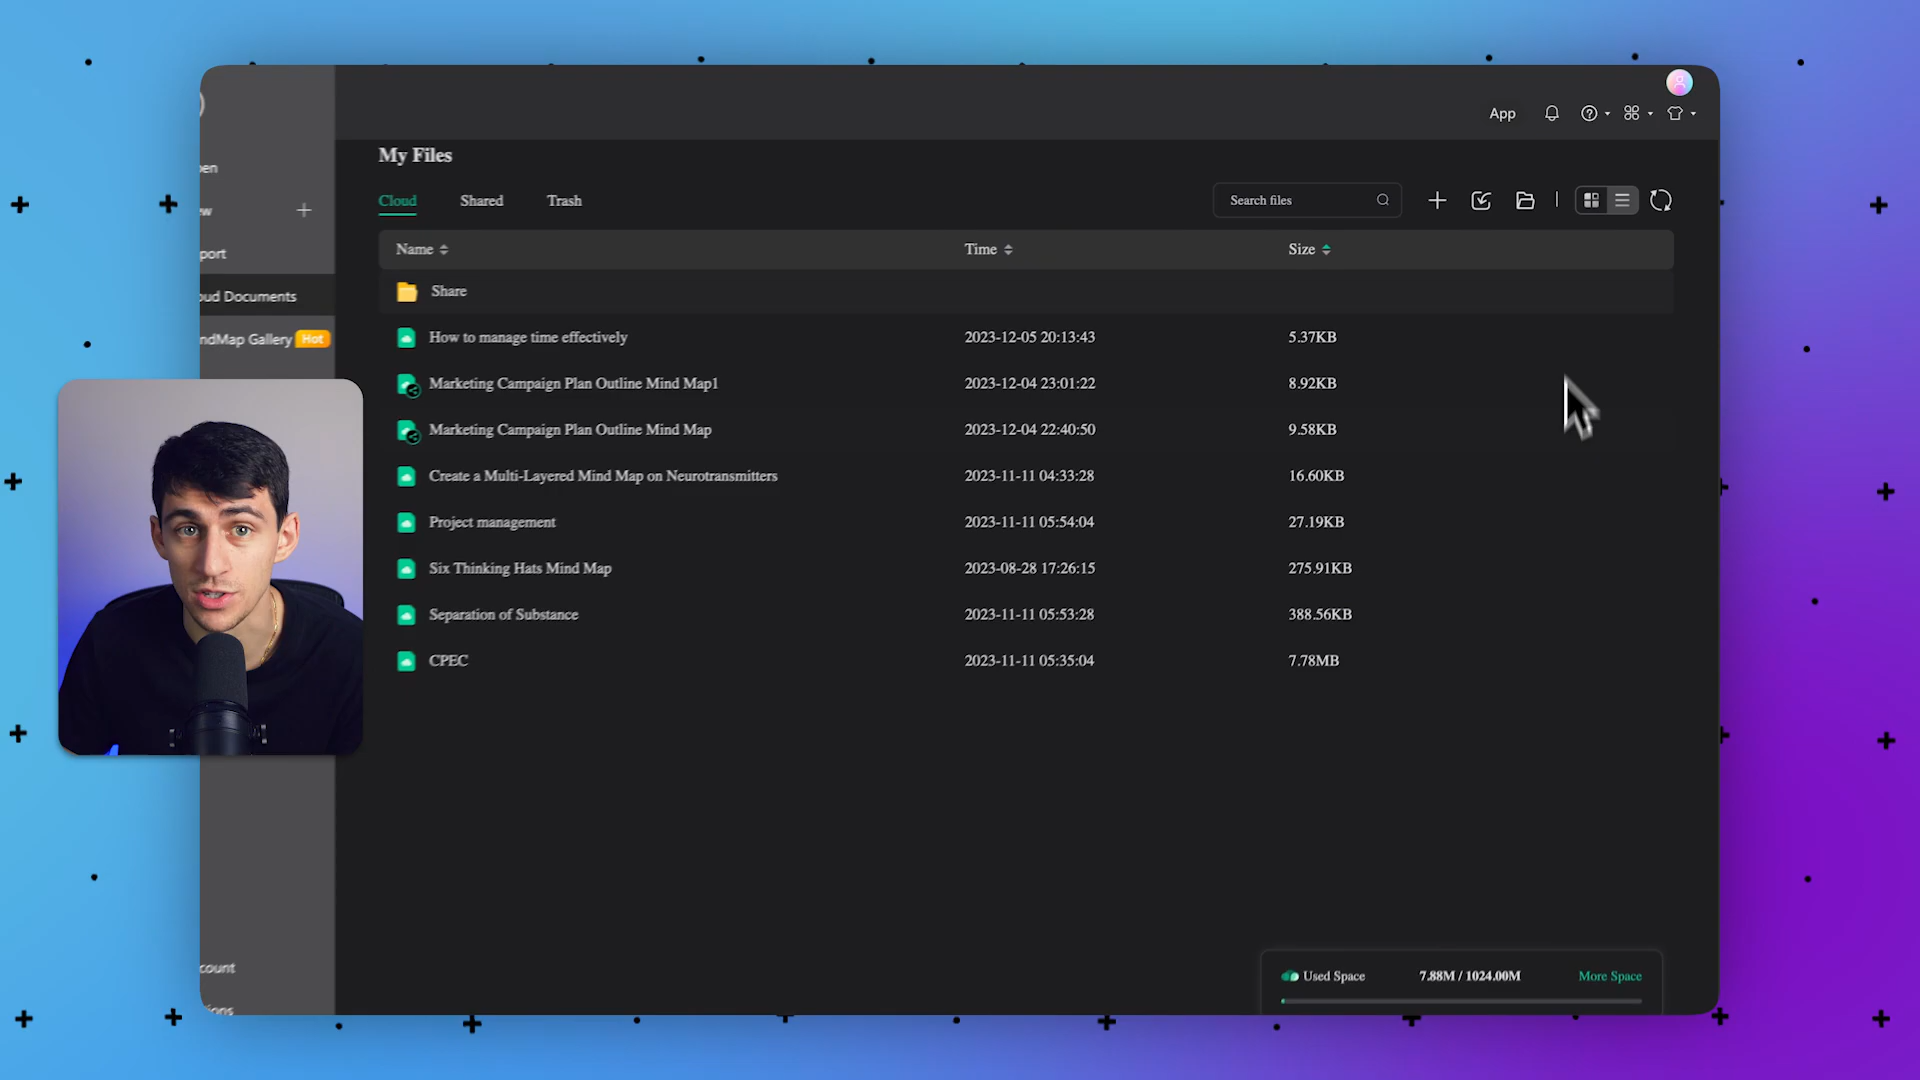 App
My Files
Cloud Shared Trash
Search files
Name Time Size
Share
How to manage time effectively 2023-12-05 20:13:43 5.37KB
Marketing Campaign Plan Outline Mind Map1 2023-12-04 23:01:22 8.92KB
Marketing Campaign Plan Outline Mind Map 2023-12-04 22:40:50 9.58KB
Create a Multi-Layered Mind Map on Neurotransmitters 2023-11-11 04:33:28 16.60KB
Project management 2023-11-11 05:54:04 27.19KB
Six Thinking Hats Mind Map 2023-08-28 17:26:15 275.91KB
Separation of Substance 2023-11-11 05:53:28 388.56KB
CPEC 2023-11-11 05:35:04 7.78MB
Used Space 7.88M / 1024.00M More Space
pen
ew
port
oud Documents
ndMap Gallery Hot
count
ions